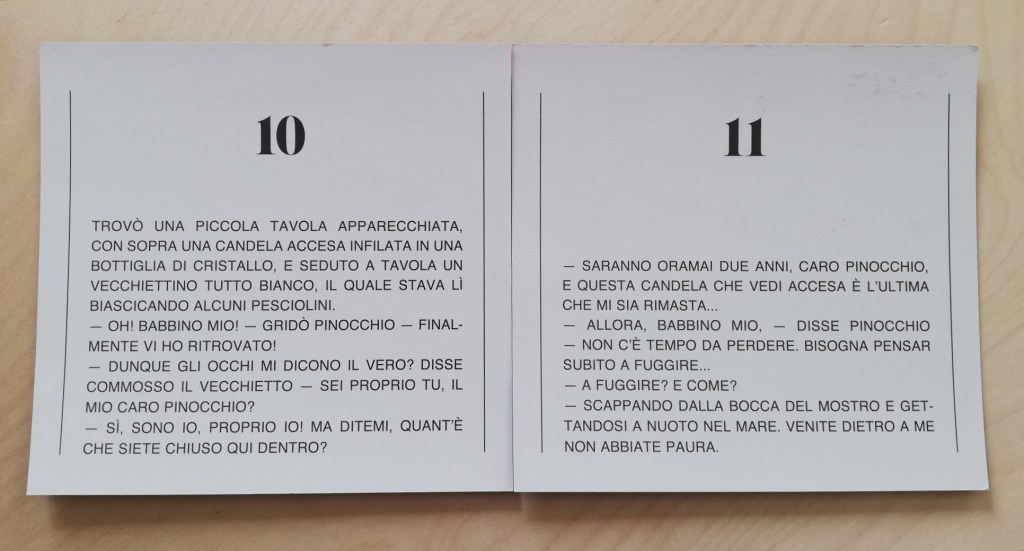 10
TROVÒ UNA PICCOLA TAVOLA APPARECCHIATA,
CON SOPRA UNA CANDELA ACCESA INFILATA IN UNA
BOTTIGLIA DI CRISTALLO, E SEDUTO A TAVOLA UN
VECCHIETTINO TUTTO BIANCO, IL QUALE STAVA LÌ
BIASCICANDO ALCUNI PESCIOLINI.
— OH! BABBINO MIO! — GRIDÒ PINOCCHIO — FINAL-
MENTE VI HO RITROVATO!
— DUNQUE GLI OCCHI MI DICONO IL VERO? DISSE
COMMOSSO IL VECCHIETTO — SEI PROPRIO TU, IL
MIO CARO PINOCCHIO?
— SÌ, SONO IO, PROPRIO IO! MA DITEMI, QUANT'È
CHE SIETE CHIUSO QUI DENTRO?
11
— SARANNO ORAMAI DUE ANNI, CARO PINOCCHIO,
E QUESTA CANDELA CHE VEDI ACCESA È L'ULTIMA
CHE MI SIA RIMASTA...
— ALLORA, BABBINO MIO, — DISSE PINOCCHIO
— NON C'È TEMPO DA PERDERE. BISOGNA PENSAR
SUBITO A FUGGIRE...
— A FUGGIRE? E COME?
— SCAPPANDO DALLA BOCCA DEL MOSTRO E GET-
TANDOSI A NUOTO NEL MARE. VENITE DIETRO A ME
NON ABBIATE PAURA.